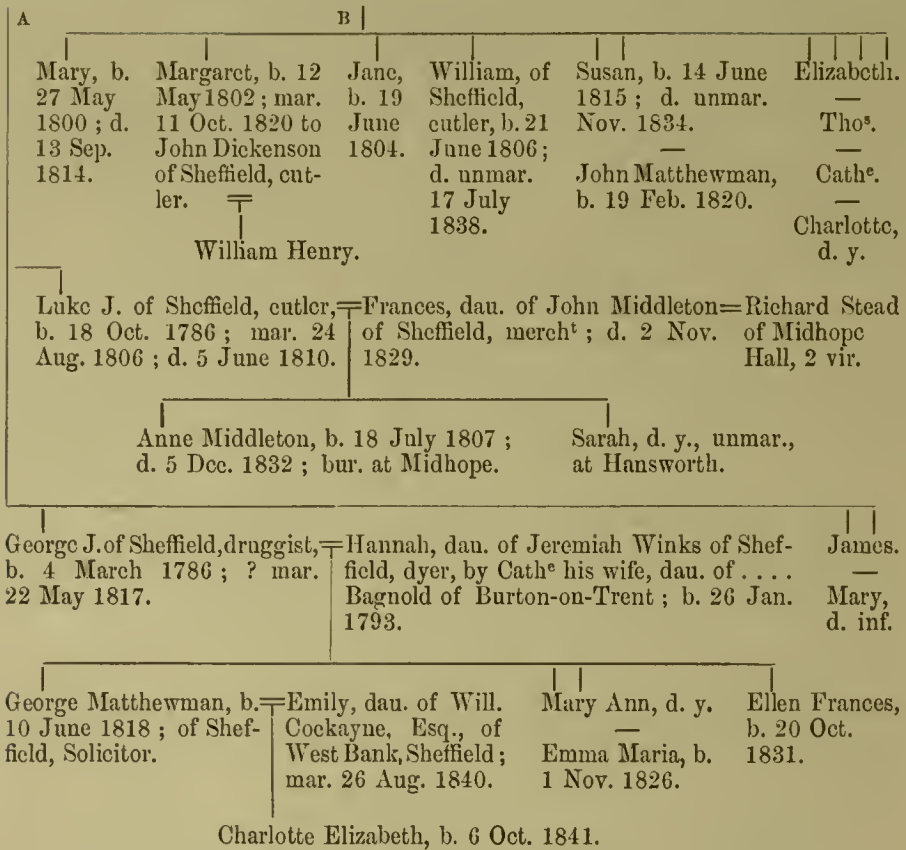 A
B
Mary, b.
27 May
1800 ; d.
13 Sep.
1814.
Margaret, b. 12
May 1802 ; mar.
11 Oct. 1820 to
John Dickenson
of Sheffield, cut-
ler.
William Henry.
Jane,
b. 19
June
1804.
William, of
Sheffield,
cutler, b. 21
June 1806 ;
d. unmar.
17 July
1838.
Susan, b. 14 June
1815 ; d. unmar.
Nov. 1834.
—
John Matthewman,
b. 19 Feb. 1820.
Elizabeth.
—
Thoˢ.
—
Cathᵉ.
—
Charlotte,
d. y.
Luke J. of Sheffield, cutler,
b. 18 Oct. 1786 ; mar. 24
Aug. 1806 ; d. 5 June 1810.
=Frances, dau. of John Middleton
of Sheffield, merchᵗ ; d. 2 Nov.
1829.
=Richard Stead
of Midhope
Hall, 2 vir.
Anne Middleton, b. 18 July 1807 ;
d. 5 Dec. 1832 ; bur. at Midhope.
Sarah, d. y., unmar.,
at Hansworth.
George J. of Sheffield, druggist,
b. 4 March 1786 ; ? mar.
22 May 1817.
=Hannah, dau. of Jeremiah Winks of Shef-
field, dyer, by Cathᵉ his wife, dau. of . . . .
Bagnold of Burton-on-Trent ; b. 26 Jan.
1793.
James.
—
Mary,
d. inf.
George Matthewman, b.
10 June 1818 ; of Shef-
field, Solicitor.
=Emily, dau. of Will.
Cockayne, Esq., of
West Bank, Sheffield ;
mar. 26 Aug. 1840.
Mary Ann, d. y.
—
Emma Maria, b.
1 Nov. 1826.
Ellen Frances,
b. 20 Oct.
1831.
Charlotte Elizabeth, b. 6 Oct. 1841.